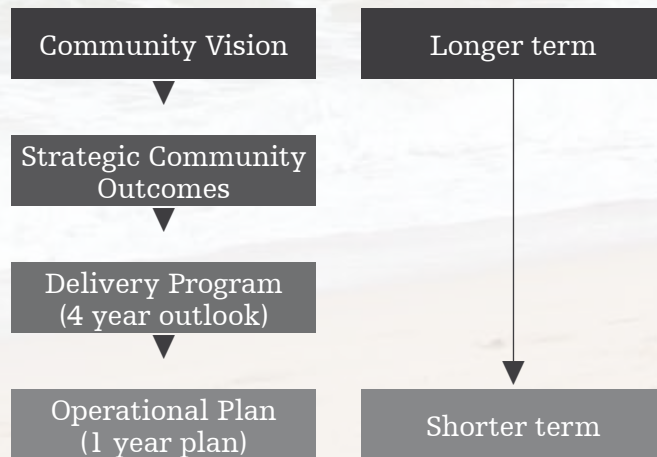 Community Vision
Longer term
Strategic Community
Outcomes
Delivery Program
(4 year outlook)
Operational Plan
(1 year plan)
Shorter term